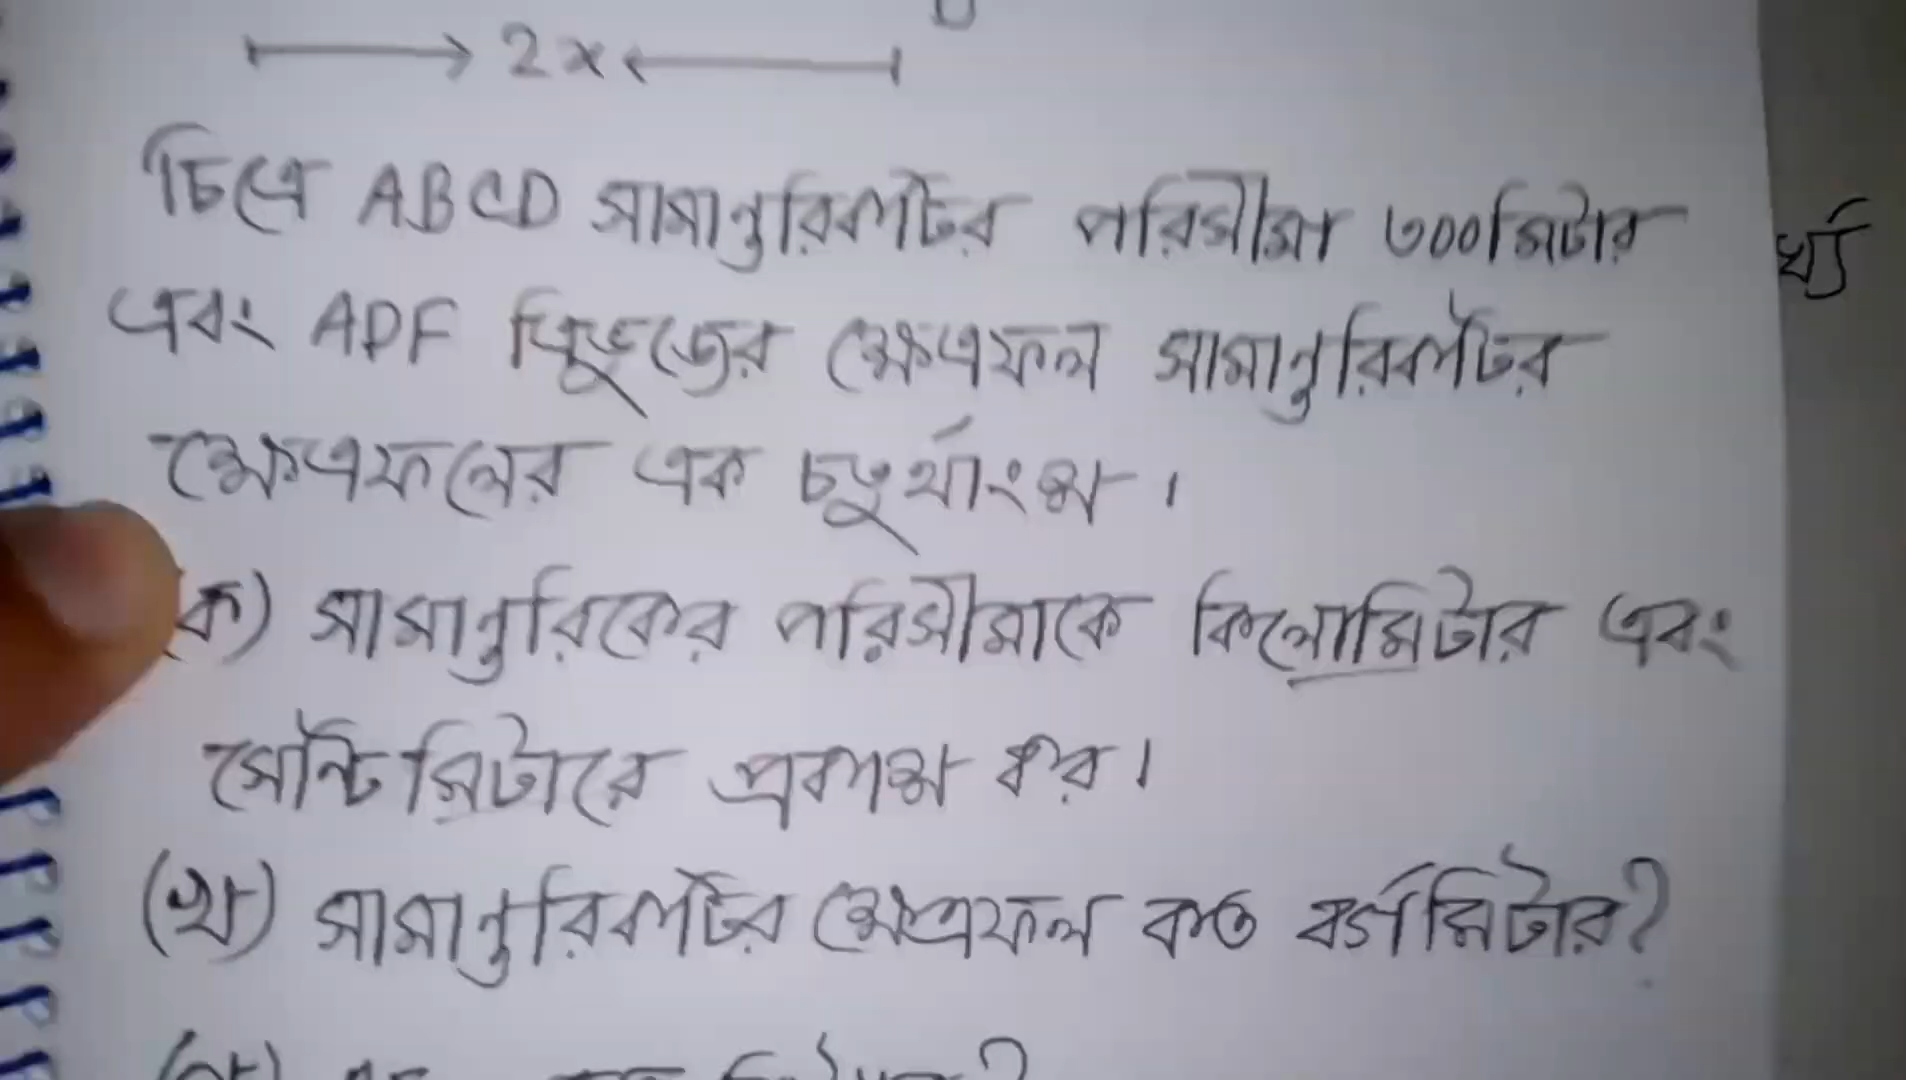 2x
চিত্রে ABCD সামান্তরিকটির পরিসীমা ৩০০মিটার
এবং ADF ত্রিভুজের ক্ষেত্রফল সামান্তরিকটির
ক্ষেত্রফলের এক চতুর্থাংশ।
ক) সামান্তরিকের পরিসীমাকে কিলোমিটার এবং
সেন্টিমিটারে প্রকাশ কর।
(খ) সামান্তরিকটির ক্ষেত্রফল কত বর্গমিটার?